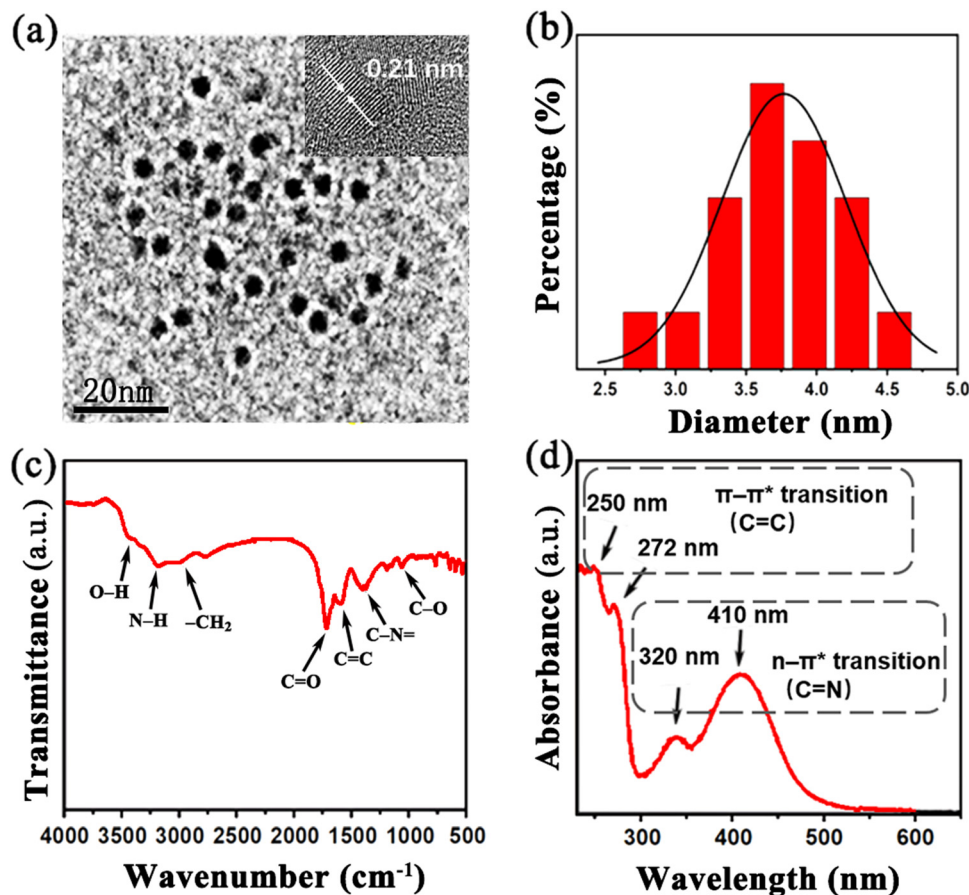 (a)
0.21 nm
20nm
(b)
Percentage (%)
2.5 3.0 3.5 4.0 4.5 5.0
Diameter (nm)
(c)
Transmittance (a.u.)
O–H
N–H
–CH₂
C=O
C=C
C–N=
C–O
4000 3500 3000 2500 2000 1500 1000 500
Wavenumber (cm⁻¹)
(d)
Absorbance (a.u.)
250 nm
π–π* transition
(C=C)
272 nm
410 nm
320 nm
n–π* transition
(C=N)
300 400 500 600
Wavelength (nm)